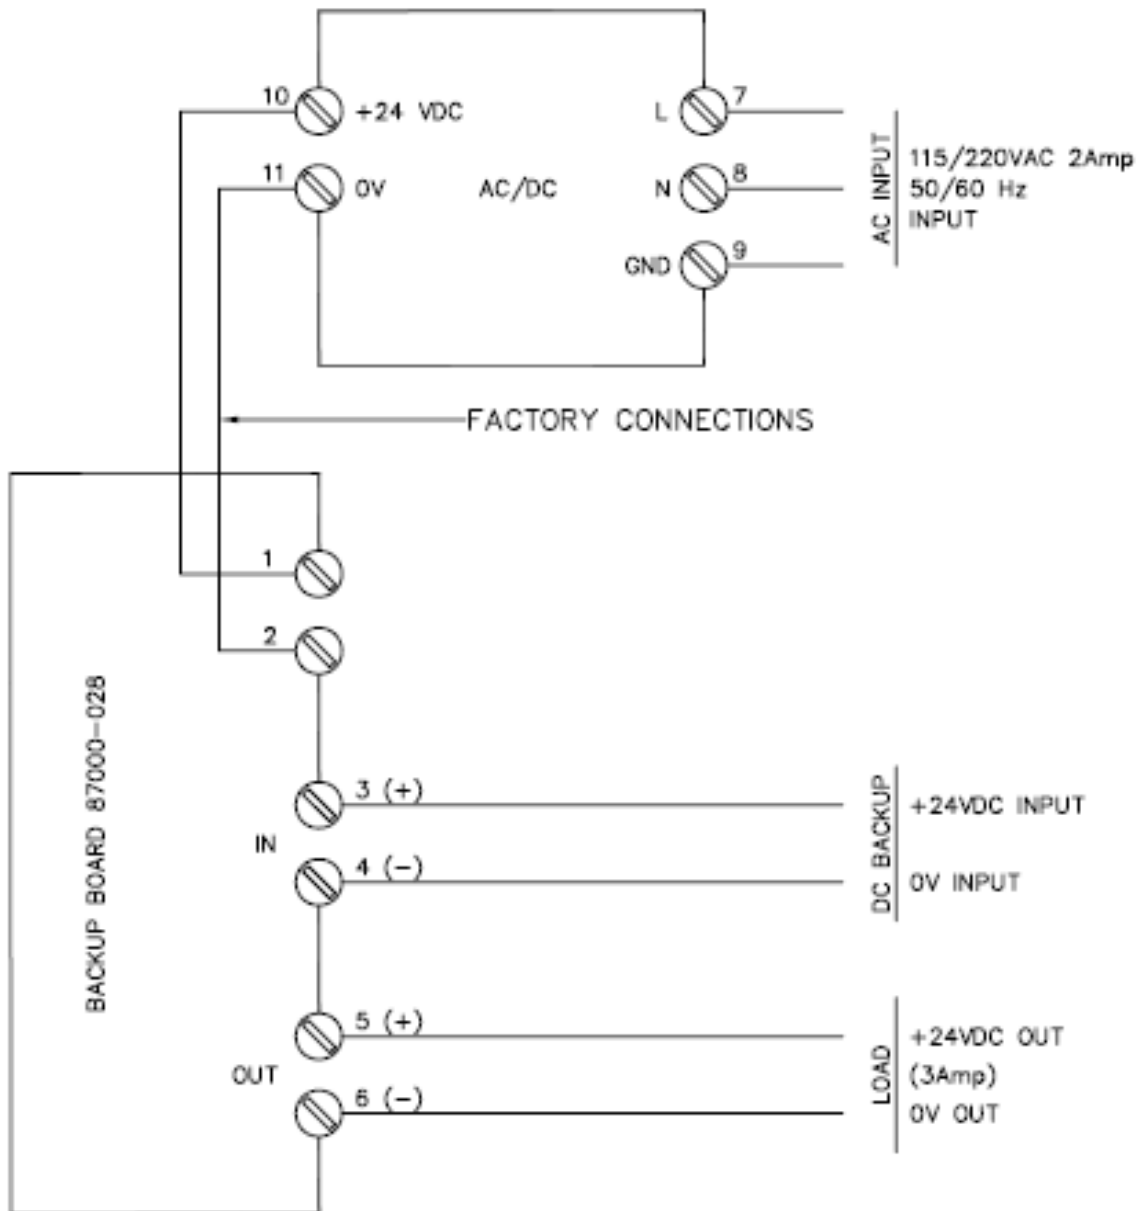 10
+24 VDC
L
7
11
0V
AC/DC
N
8
GND
9
AC INPUT
115/220VAC 2Amp
50/60 Hz
INPUT
FACTORY CONNECTIONS
1
2
BACKUP BOARD 87000-028
3 (+)
IN
4 (-)
DC BACKUP
+24VDC INPUT
0V INPUT
5 (+)
OUT
6 (-)
LOAD
+24VDC OUT
(3Amp)
0V OUT